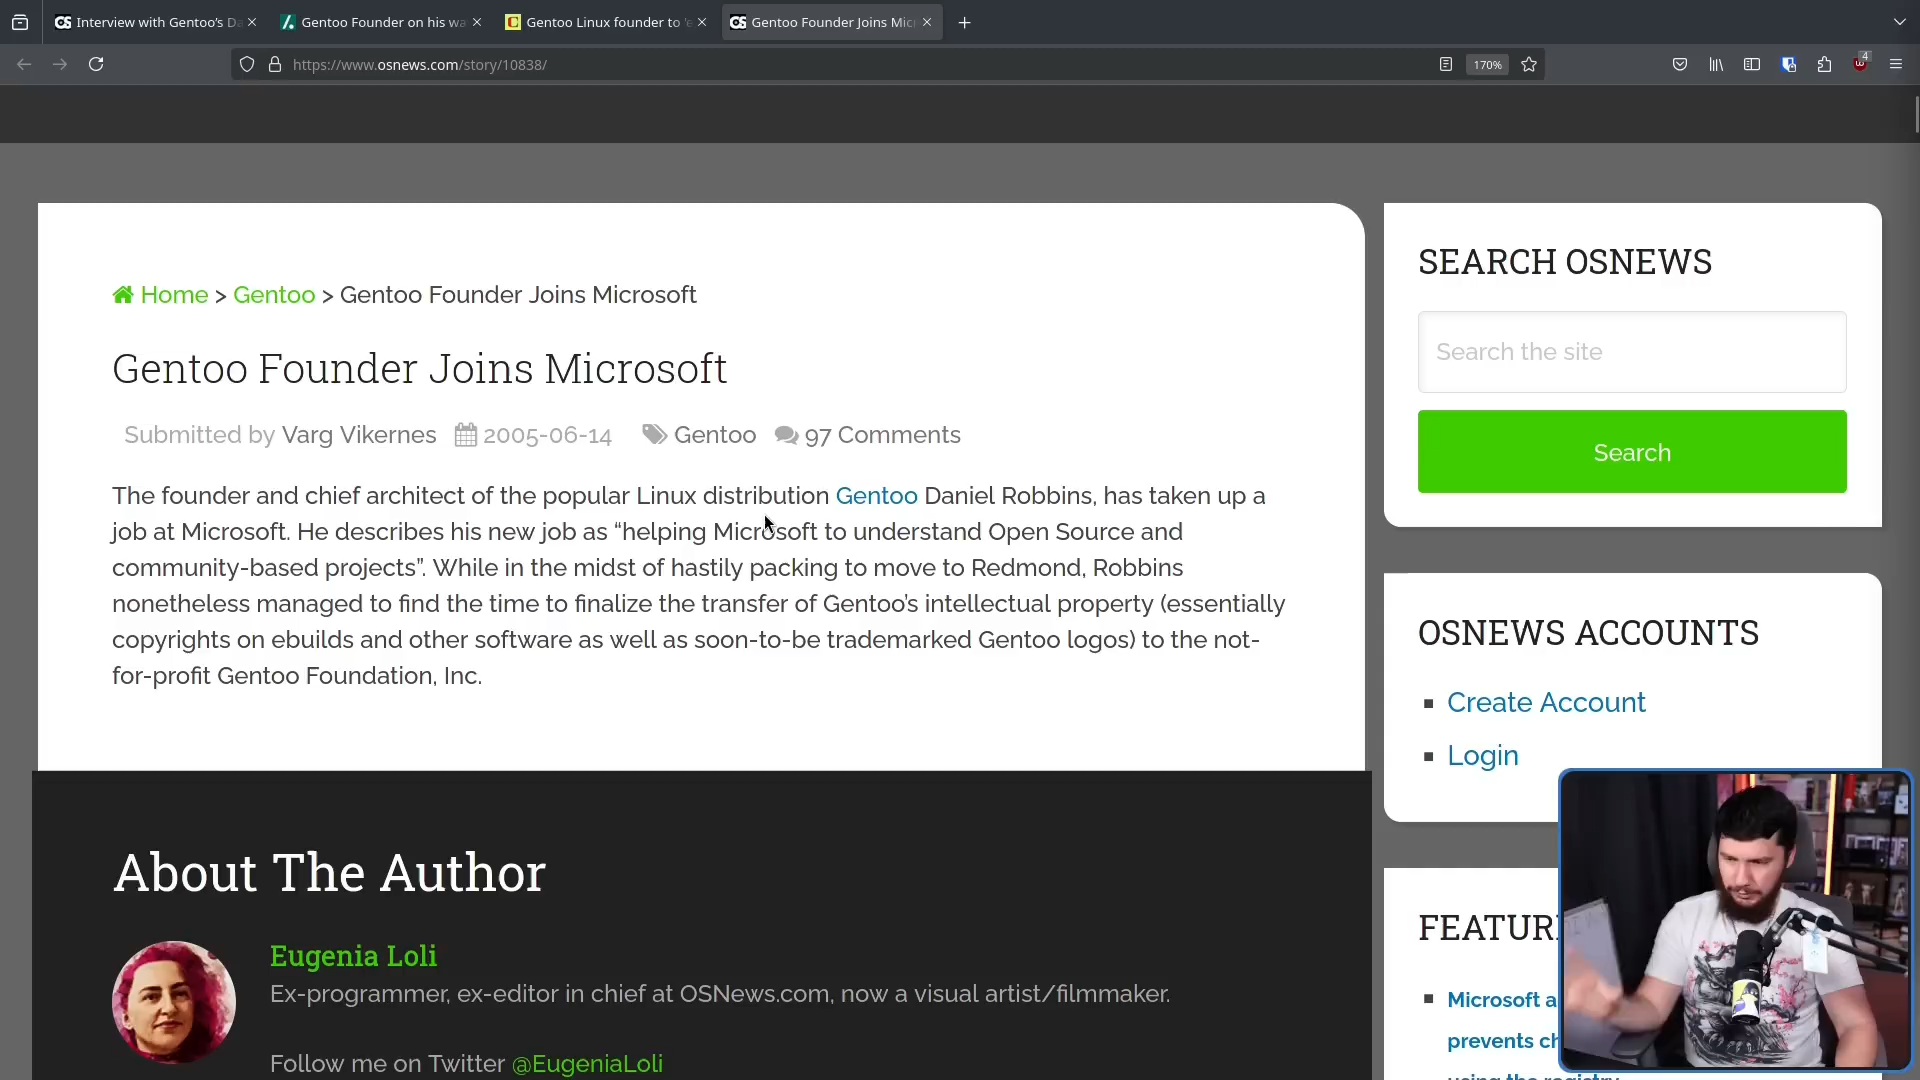 Interview with Gentoo's D
Gentoo Founder on his wa
Gentoo Linux founder to 'e
Gentoo Founder Joins Mic
https://www.osnews.com/story/10838/
170%
4
Home > Gentoo > Gentoo Founder Joins Microsoft
Gentoo Founder Joins Microsoft
Submitted by Varg Vikernes 2005-06-14 Gentoo 97 Comments
The founder and chief architect of the popular Linux distribution Gentoo Daniel Robbins, has taken up a
job at Microsoft. He describes his new job as “helping Microsoft to understand Open Source and
community-based projects”. While in the midst of hastily packing to move to Redmond, Robbins
nonetheless managed to find the time to finalize the transfer of Gentoo’s intellectual property (essentially
copyrights on ebuilds and other software as well as soon-to-be trademarked Gentoo logos) to the not-
for-profit Gentoo Foundation, Inc.
About The Author
Eugenia Loli
Ex-programmer, ex-editor in chief at OSNews.com, now a visual artist/filmmaker.
Follow me on Twitter @EugeniaLoli
SEARCH OSNEWS
Search the site
Search
OSNEWS ACCOUNTS
Create Account
Login
FEATUR
Microsoft a
prevents ch
using the registry